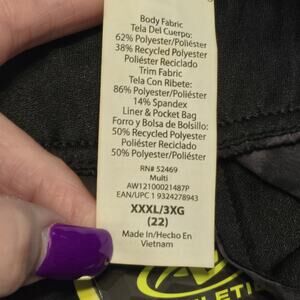 Body Fabric
Tela Del Cuerpo:
62% Polyester/Poliéster
38% Recycled Polyester
Poliéster Reciclado
Trim Fabric
Tela Con Ribete:
86% Polyester/Poliéster
14% Spandex
Liner & Pocket Bag
Forro y Bolsa de Bolsillo:
50% Recycled Polyester
Poliéster Reciclado
50% Polyester/Poliéster
RN# 52469
Multi
AW12100021487P
EAN/UPC 1 9324278943
XXXL/3XG
(22)
Made In/Hecho En
Vietnam